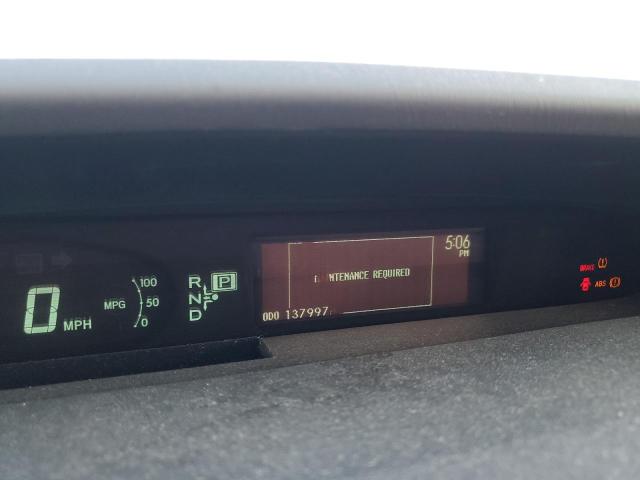 5:06
PM
NTENANCE REQUIRED
ODO 137997
0 MPH
MPG 100
50
0
R
N
D
P
BRAKE
ABS